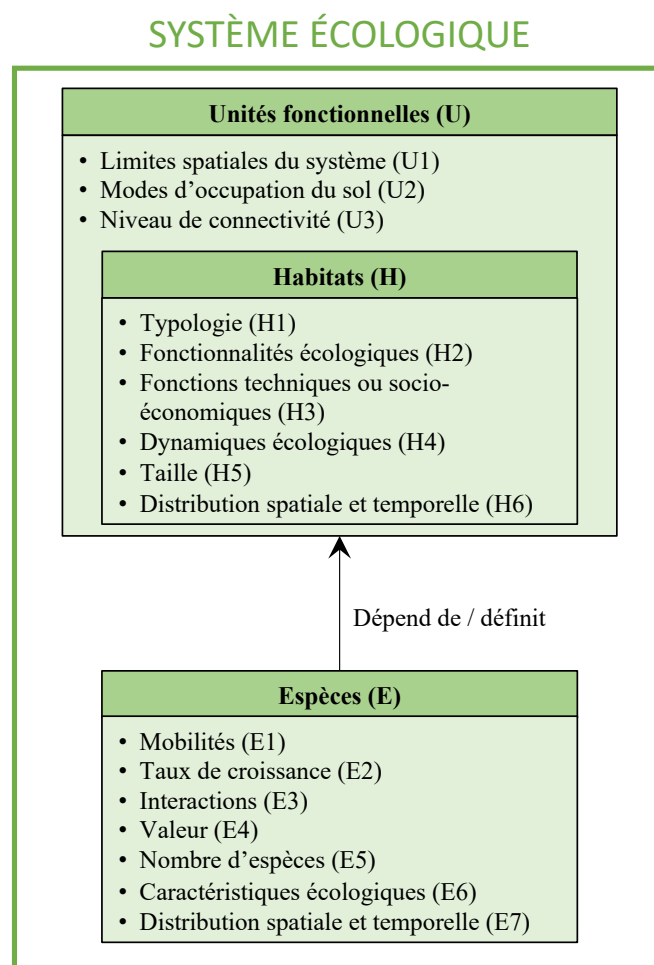 SYSTÈME ÉCOLOGIQUE
Unités fonctionnelles (U)
• Limites spatiales du système (U1)
• Modes d’occupation du sol (U2)
• Niveau de connectivité (U3)
Habitats (H)
• Typologie (H1)
• Fonctionnalités écologiques (H2)
• Fonctions techniques ou socio-
économiques (H3)
• Dynamiques écologiques (H4)
• Taille (H5)
• Distribution spatiale et temporelle (H6)
Dépend de / définit
Espèces (E)
• Mobilités (E1)
• Taux de croissance (E2)
• Interactions (E3)
• Valeur (E4)
• Nombre d’espèces (E5)
• Caractéristiques écologiques (E6)
• Distribution spatiale et temporelle (E7)